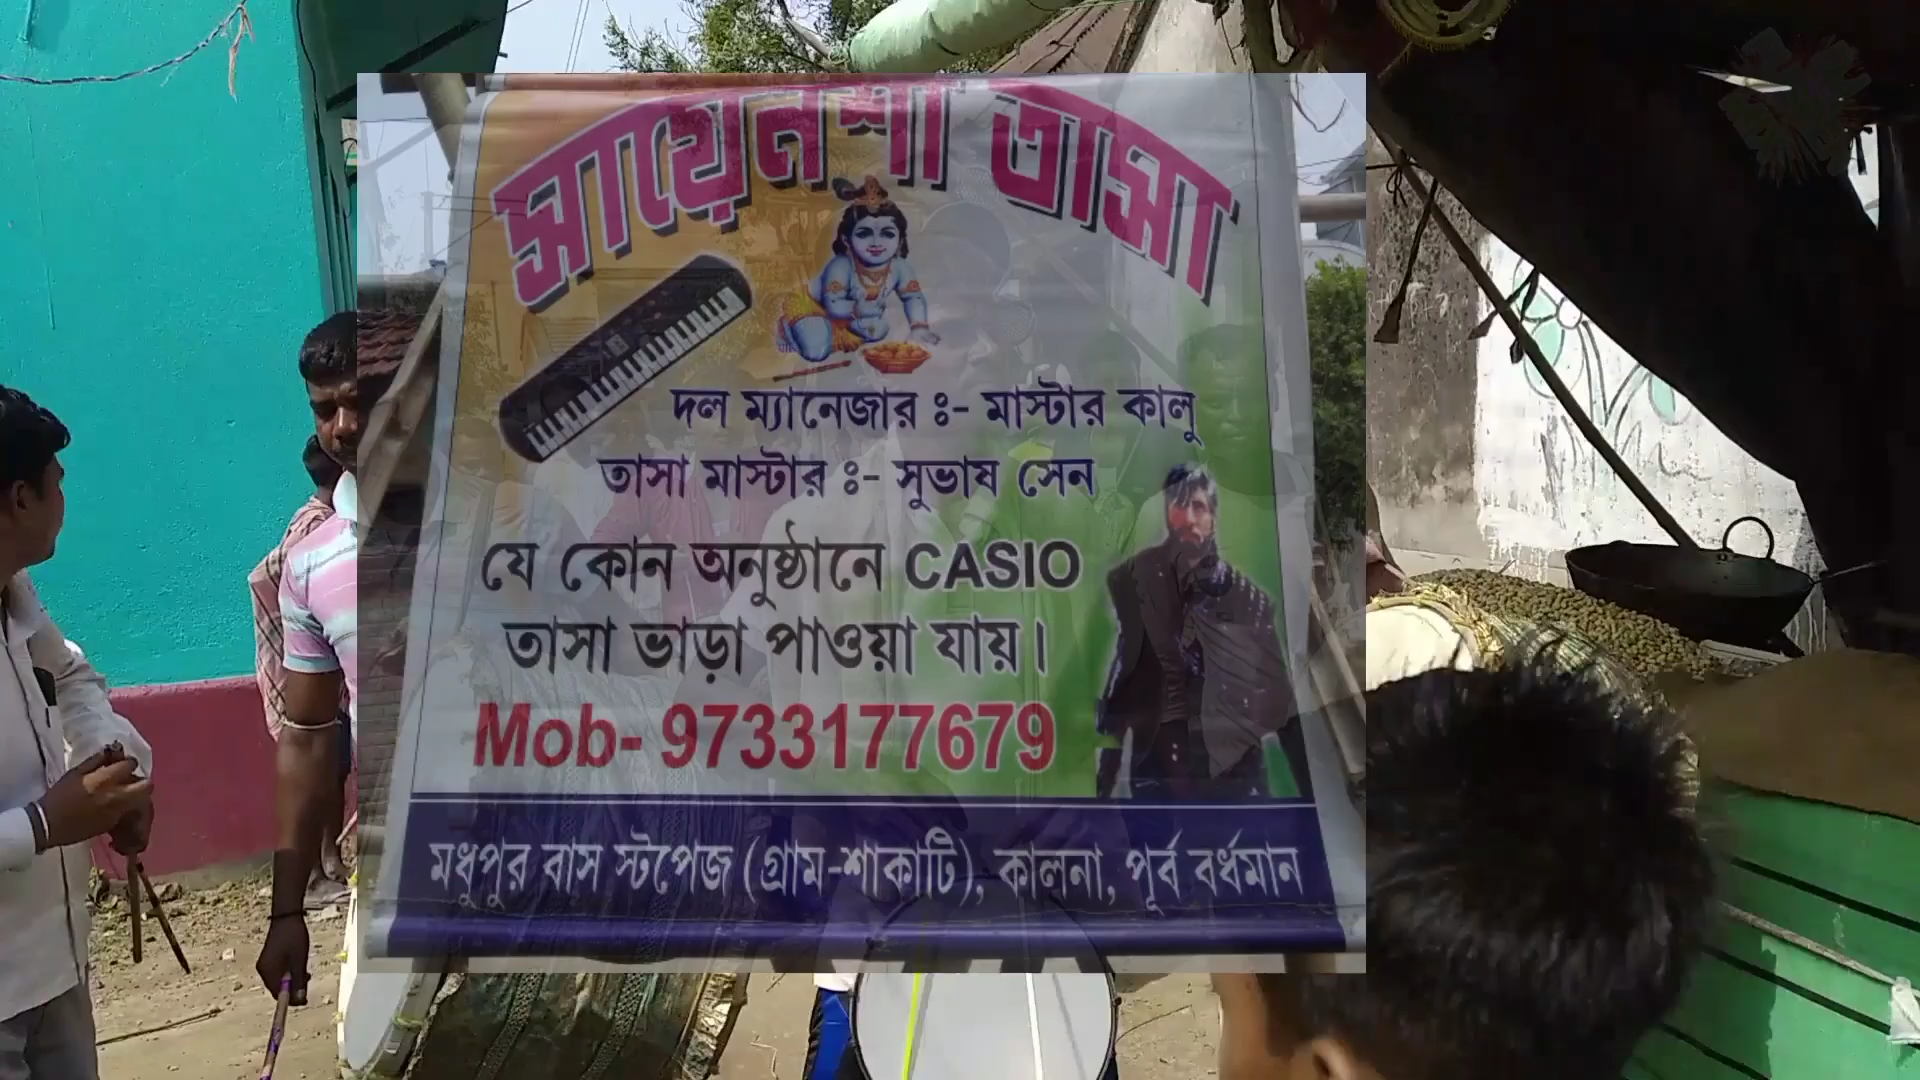 সায়েনশা তাসা
দল ম্যানেজার ঃ- মাস্টার কালু
তাসা মাস্টার ঃ- সুভাষ সেন
যে কোন অনুষ্ঠানে CASIO
তাসা ভাড়া পাওয়া যায়।
Mob- 9733177679
মধুপুর বাস স্টপেজ (গ্রাম-শাকাটি), কালনা, পূর্ব বর্ধমান